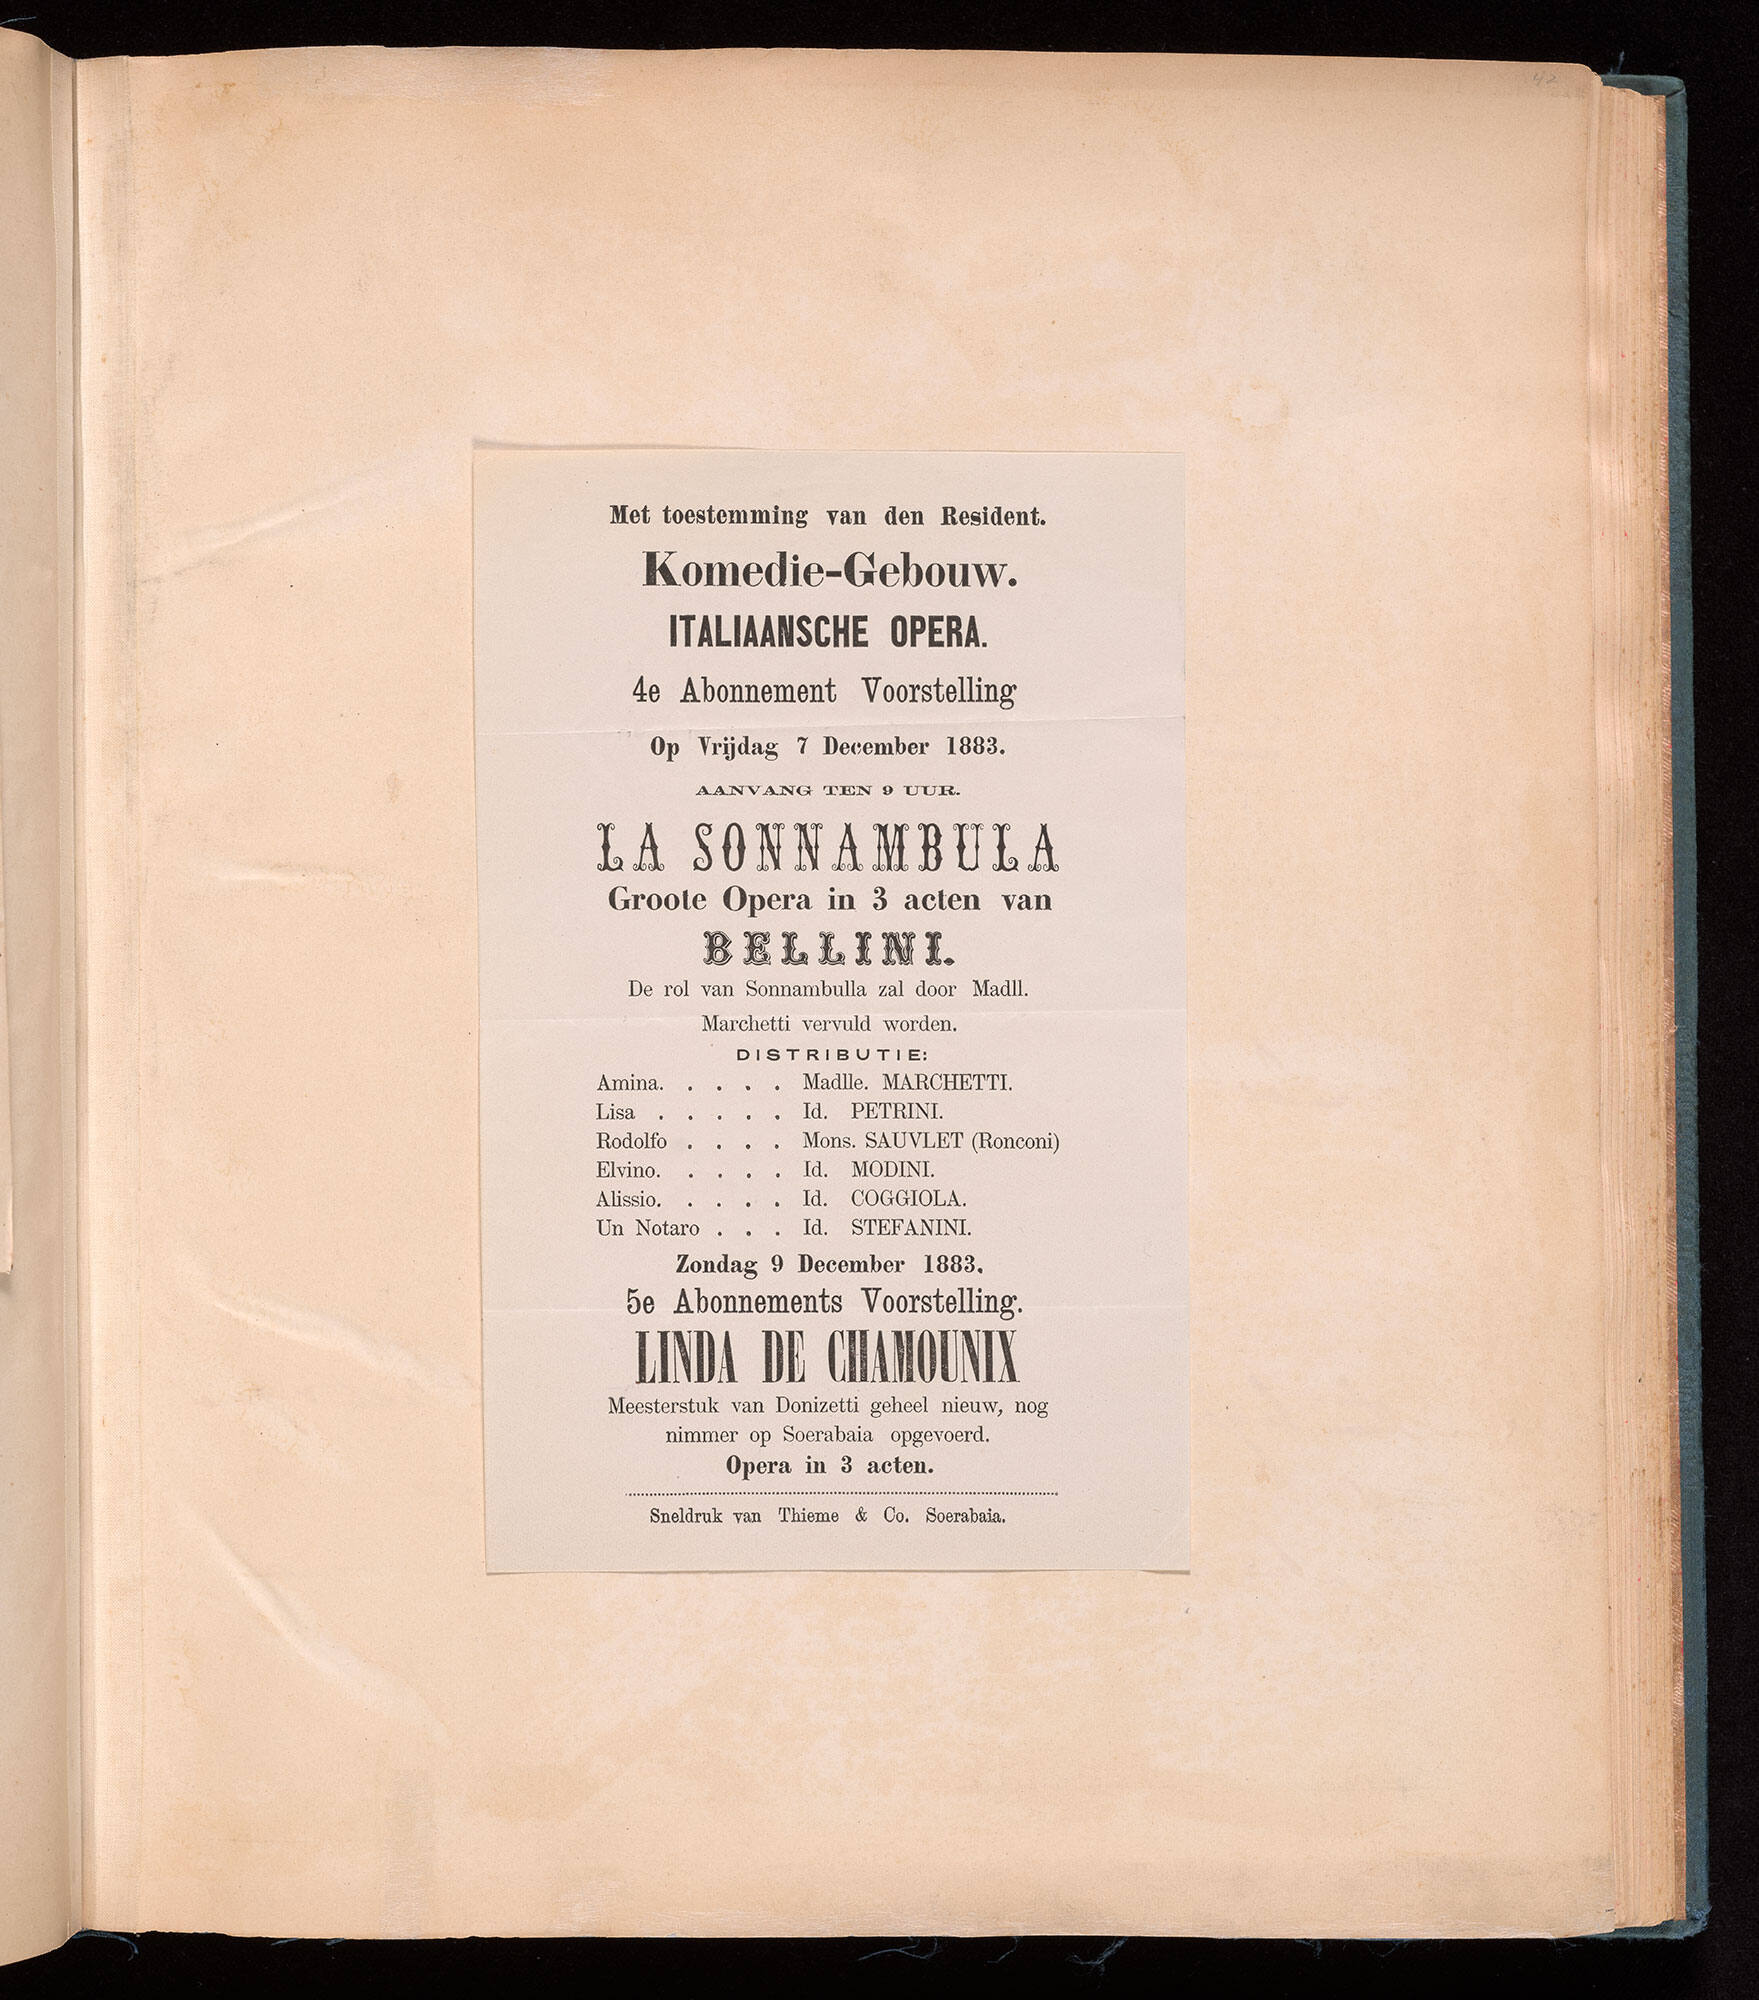 42
Met toestemming van den Resident.
Komedie-Gebouw.
ITALIAANSCHE OPERA.
4e Abonnement Voorstelling
Op Vrijdag 7 December 1883.
AANVANG TEN 9 UUR.
LA SONNAMBULA
Groote Opera in 3 acten van
BELLINI.
De rol van Sonnambulla zal door Madll.
Marchetti vervuld worden.
DISTRIBUTIE:
Amina. . . . . Madlle. MARCHETTI.
Lisa . . . . . Id. PETRINI.
Rodolfo . . . . Mons. SAUVLET (Ronconi)
Elvino. . . . . Id. MODINI.
Alissio. . . . . Id. COGGIOLA.
Un Notaro . . . Id. STEFANINI.
Zondag 9 December 1883.
5e Abonnements Voorstelling.
LINDA DE CHAMOUNIX
Meesterstuk van Donizetti geheel nieuw, nog
nimmer op Soerabaia opgevoerd.
Opera in 3 acten.
Sneldruk van Thieme & Co. Soerabaia.